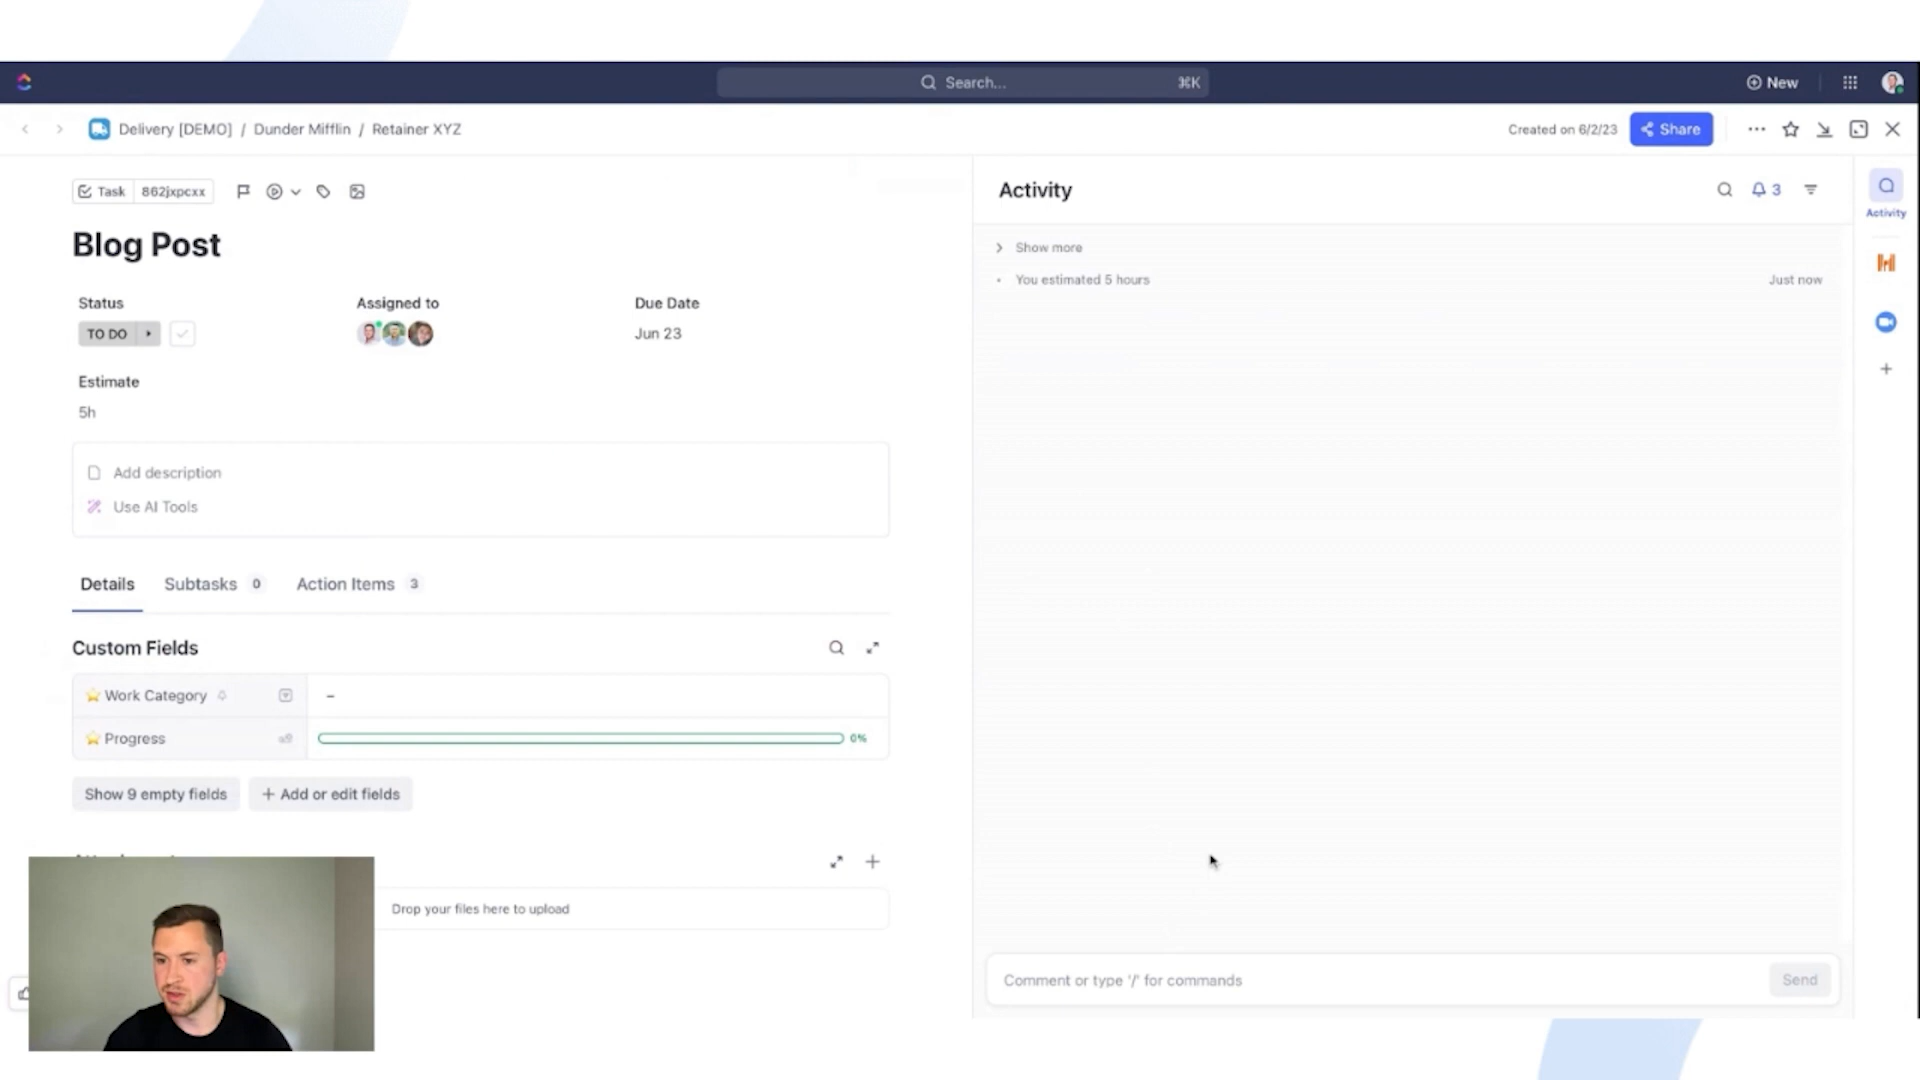 Search... ⌘K
New
Delivery [DEMO] / Dunder Mifflin / Retainer XYZ
Created on 6/2/23
Share
Task 862jxpcxx
Blog Post
Status
Assigned to
Due Date
TO DO
Jun 23
Estimate
5h
Add description
Use AI Tools
Details
Subtasks 0
Action Items 3
Custom Fields
Work Category
–
Progress
0%
Show 9 empty fields
+ Add or edit fields
Drop your files here to upload
Activity
3
Show more
You estimated 5 hours
Just now
Comment or type '/' for commands
Send
Activity